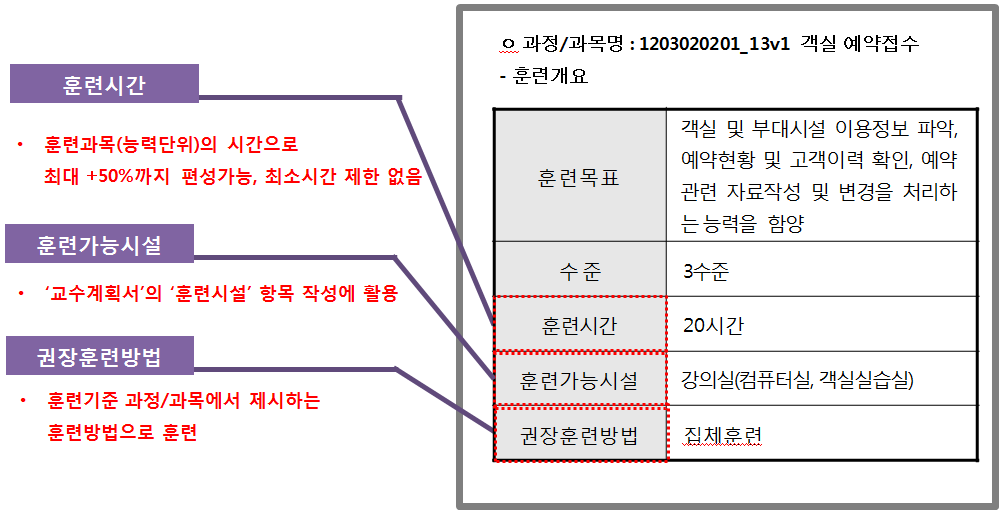 훈련시간
• 훈련과목(능력단위)의 시간으로
최대 +50%까지 편성가능, 최소시간 제한 없음
훈련가능시설
• ‘교수계획서’의 ‘훈련시설’ 항목 작성에 활용
권장훈련방법
• 훈련기준 과정/과목에서 제시하는
훈련방법으로 훈련
ㅇ 과정/과목명 : 1203020201_13v1 객실 예약접수
- 훈련개요
훈련목표
객실 및 부대시설 이용정보 파악,
예약현황 및 고객이력 확인, 예약
관련 자료작성 및 변경을 처리하
는 능력을 함양
수 준
3수준
훈련시간
20시간
훈련가능시설
강의실(컴퓨터실, 객실실습실)
권장훈련방법
집체훈련